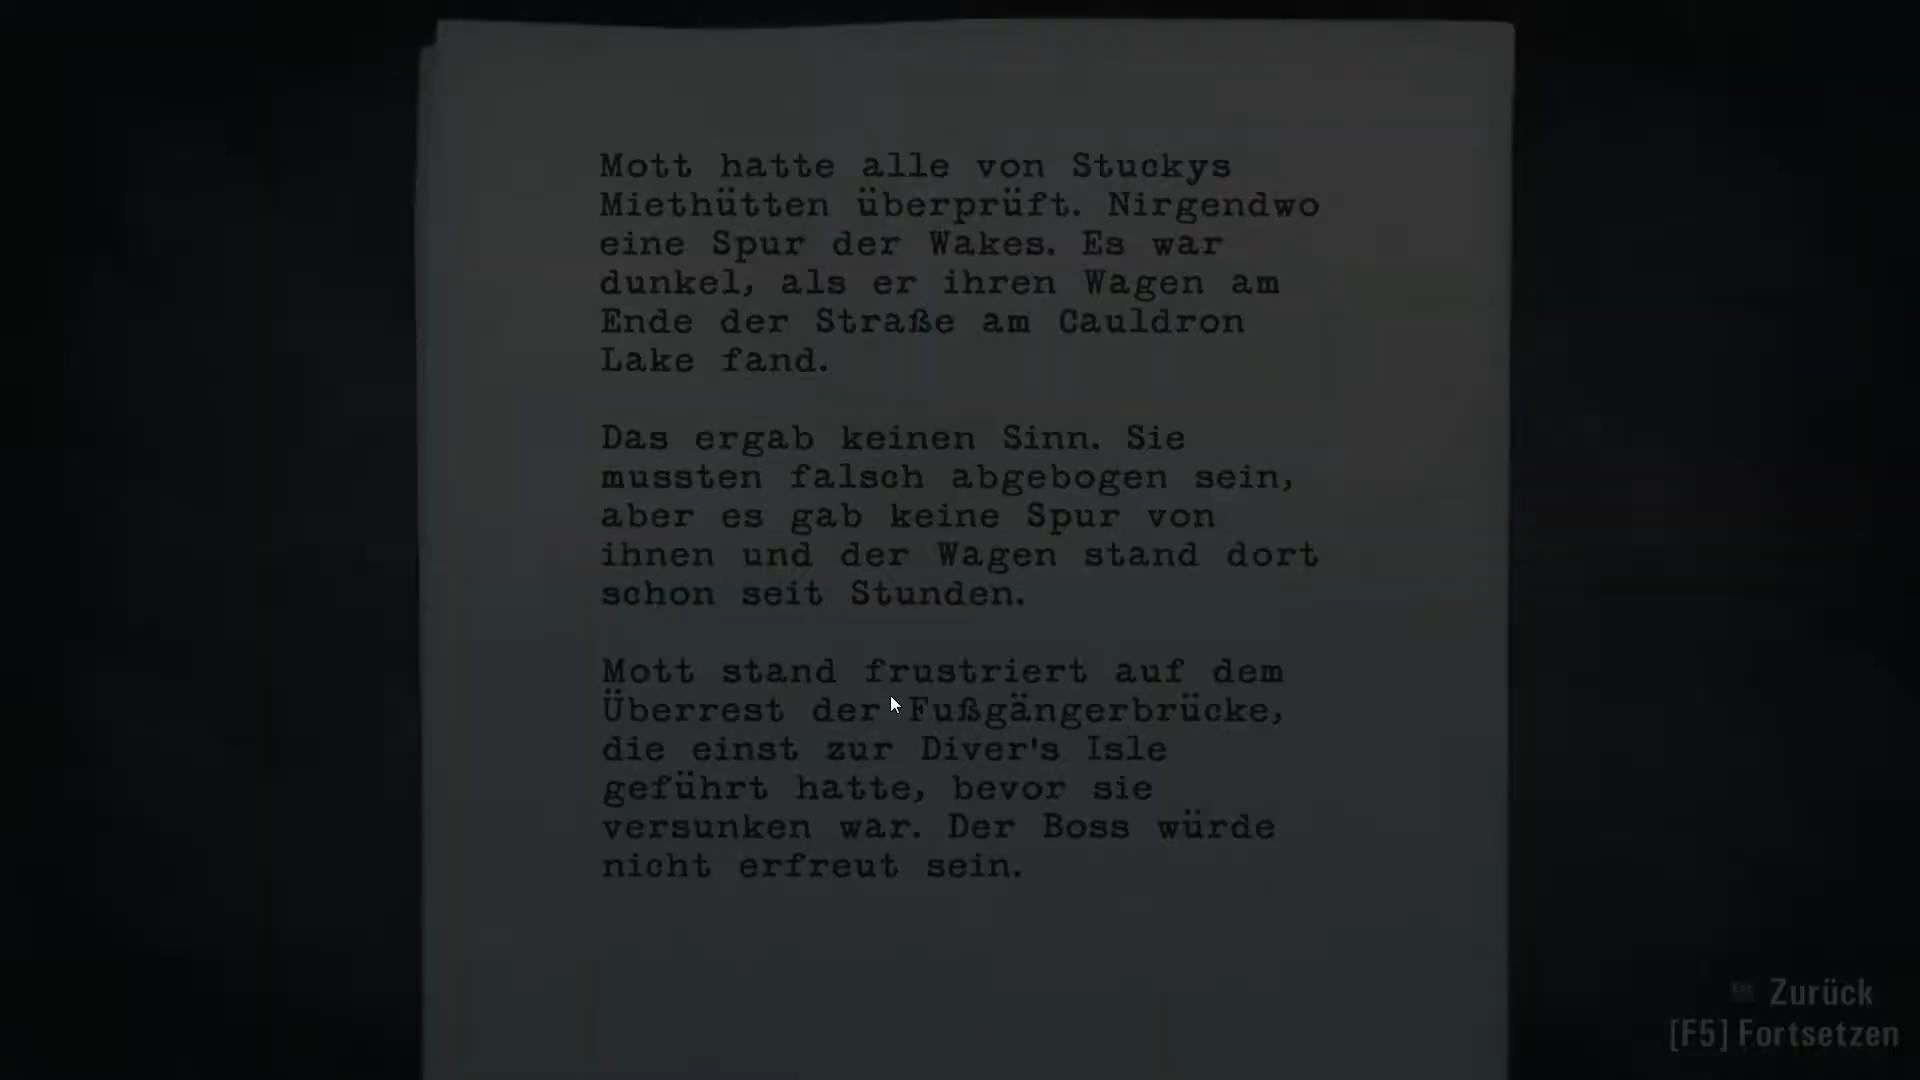 Mott hatte alle von Stuckys
Miethütten überprüft. Nirgendwo
eine Spur der Wakes. Es war
dunkel, als er ihren Wagen am
Ende der Straße am Cauldron
Lake fand.
Das ergab keinen Sinn. Sie
mussten falsch abgebogen sein,
aber es gab keine Spur von
ihnen und der Wagen stand dort
schon seit Stunden.
Mott stand frustriert auf dem
Überrest der Fußgängerbrücke,
die einst zur Diver's Isle
geführt hatte, bevor sie
versunken war. Der Boss würde
nicht erfreut sein.
Esc Zurück
[F5] Fortsetzen